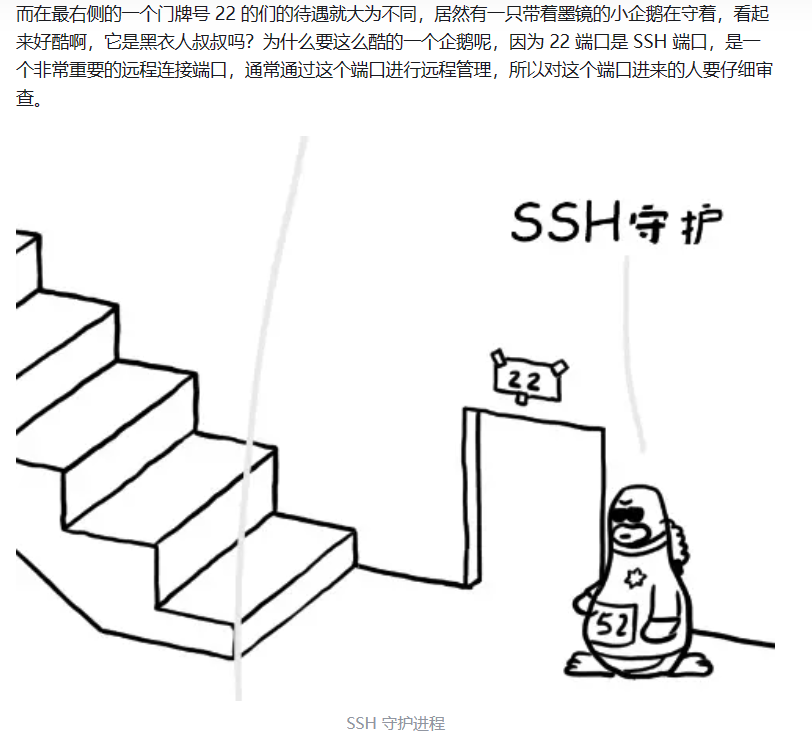 而在最右侧的一个门牌号 22 的们的待遇就大为不同，居然有一只带着墨镜的小企鹅在守着，看起
来好酷啊，它是黑衣人叔叔吗？为什么要这么酷的一个企鹅呢，因为 22 端口是 SSH 端口，是一
个非常重要的远程连接端口，通常通过这个端口进行远程管理，所以对这个端口进来的人要仔细审
查。
SSH守护
22
52
SSH 守护进程